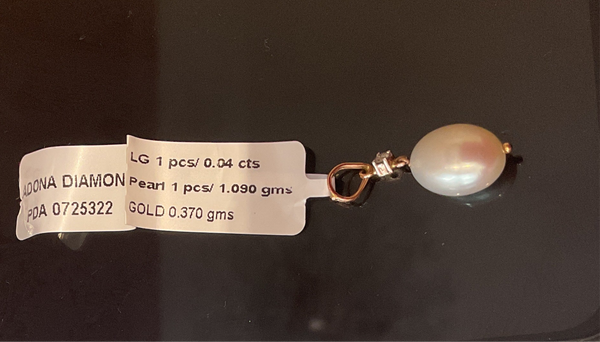 ADONA DIAMON
PDA 0725322
LG 1 pcs/ 0.04 cts
Pearl 1 pcs/ 1.090 gms
GOLD 0.370 gms